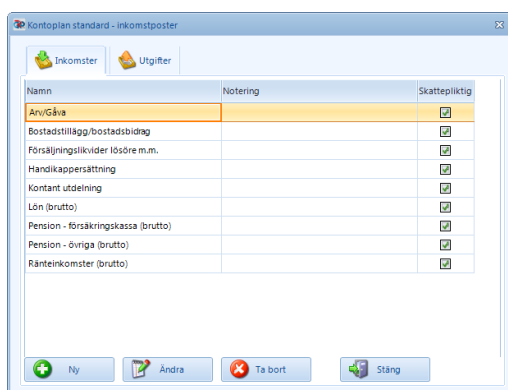 Kontoplan standard - inkomstposter
Inkomster Utgifter
Namn Notering Skattepliktig
Arv/Gåva
Bostadstillägg/bostadsbidrag
Försäljningslikvider lösöre m.m.
Handikappersättning
Kontant utdelning
Lön (brutto)
Pension - försäkringskassa (brutto)
Pension - övriga (brutto)
Ränteinkomster (brutto)
Ny Ändra Ta bort Stäng